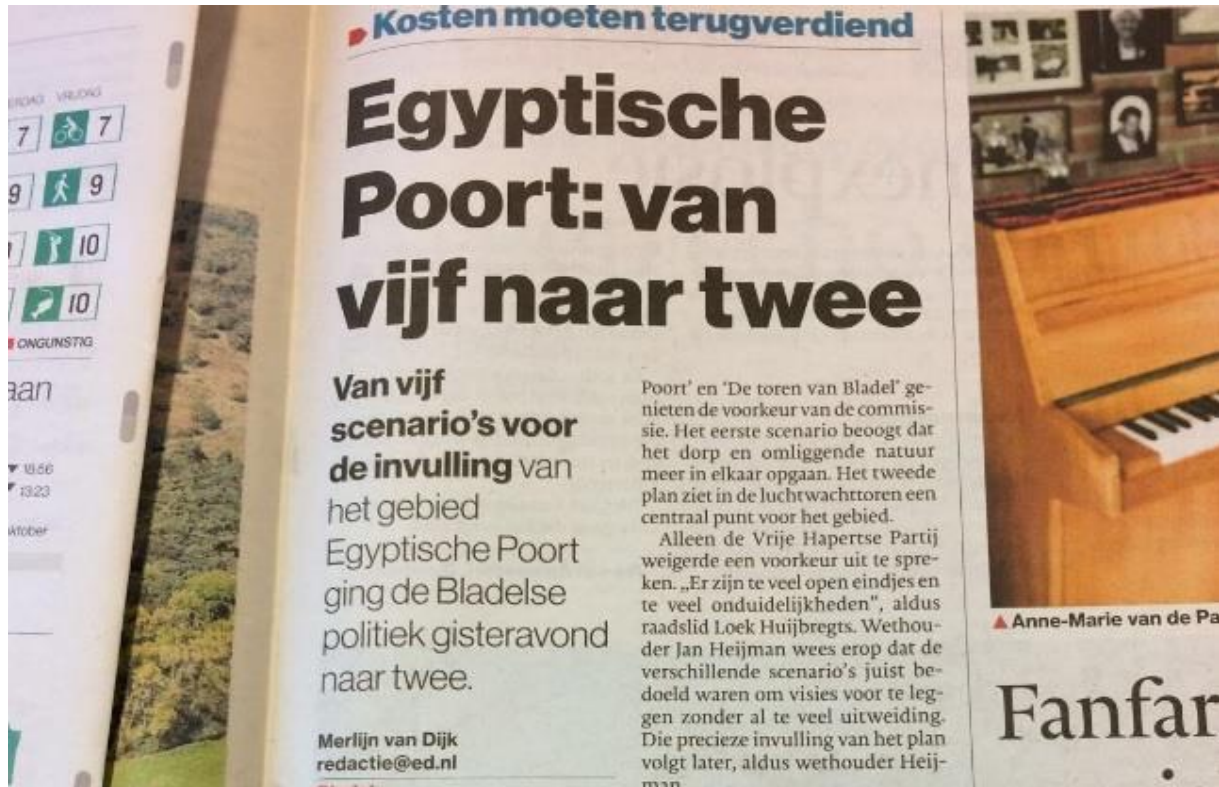 VRIJDAG
7
7
9
9
10
10
ONGUNSTIG
aan
18:56
13:23
oktober
Kosten moeten terugverdiend
Egyptische
Poort: van
vijf naar twee
Van vijf
scenario's voor
de invulling van
het gebied
Egyptische Poort
ging de Bladelse
politiek gisteravond
naar twee.
Merlijn van Dijk
redactie@ed.nl
Poort' en 'De toren van Bladel' ge-
nieten de voorkeur van de commis-
sie. Het eerste scenario beoogt dat
het dorp en omliggende natuur
meer in elkaar opgaan. Het tweede
plan ziet in de luchtwachttoren een
centraal punt voor het gebied.
Alleen de Vrije Hapertse Partij
weigerde een voorkeur uit te spre-
ken. „Er zijn te veel open eindjes en
te veel onduidelijkheden”, aldus
raadslid Loek Huijbregts. Wethou-
der Jan Heijman wees erop dat de
verschillende scenario's juist be-
doeld waren om visies voor te leg-
gen zonder al te veel uitweiding.
Die precieze invulling van het plan
volgt later, aldus wethouder Heij-
man.
Anne-Marie van de Pa
Fanfar